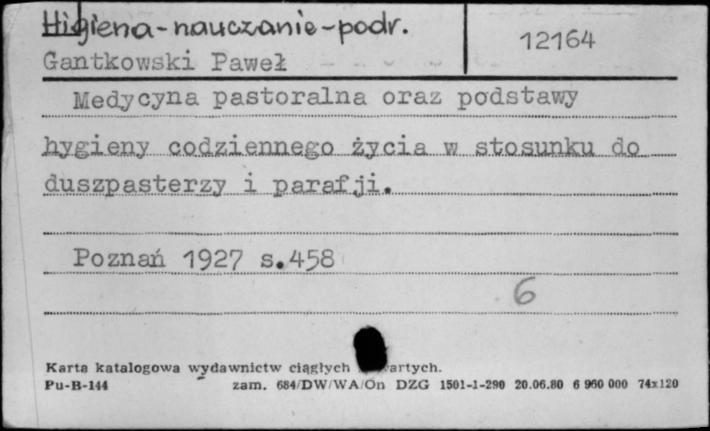 Higiena-nauczanie-podr.
12164
Gantkowski Paweł
Medycyna pastoralna oraz podstawy
hygieny codziennego życia w stosunku do
duszpasterzy i parafji.
Poznań 1927 s.458
6
Karta katalogowa wydawnictw ciągłych wartych.
Pu-B-144 zam. 684/DW/WA/On DZG 1501-1-290 20.06.80 6 960 000 74x120